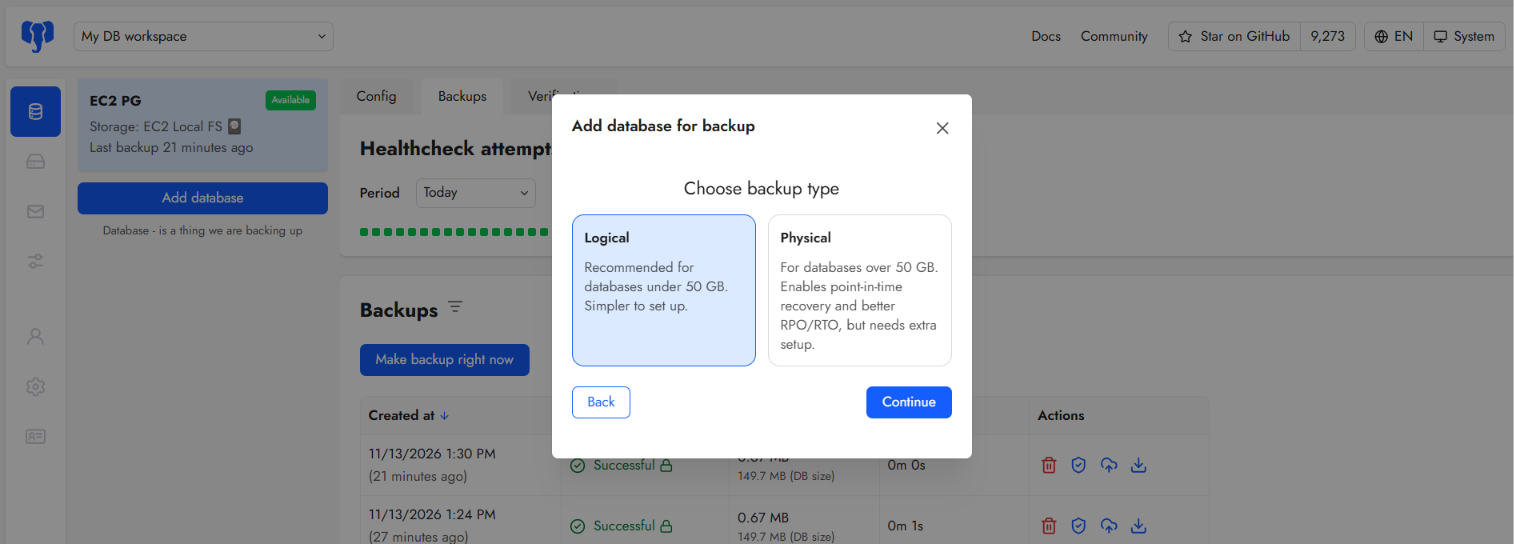 My DB workspace
Docs
Community
Star on GitHub
9,273
EN
System
EC2 PG
Available
Storage: EC2 Local FS
Last backup 21 minutes ago
Add database
Database - is a thing we are backing up
Config
Backups
Healthcheck
Period
Today
Add database for backup
Choose backup type
Logical
Recommended for
databases under 50 GB.
Simpler to set up.
Physical
For databases over 50 GB.
Enables point-in-time
recovery and better
RPO/RTO, but needs extra
setup.
Back
Continue
Backups
Make backup right now
Created at
Actions
11/13/2026 1:30 PM
(21 minutes ago)
Successful
149.7 MB (DB size)
0m 0s
11/13/2026 1:24 PM
(27 minutes ago)
Successful
0.67 MB
149.7 MB (DB size)
0m 1s